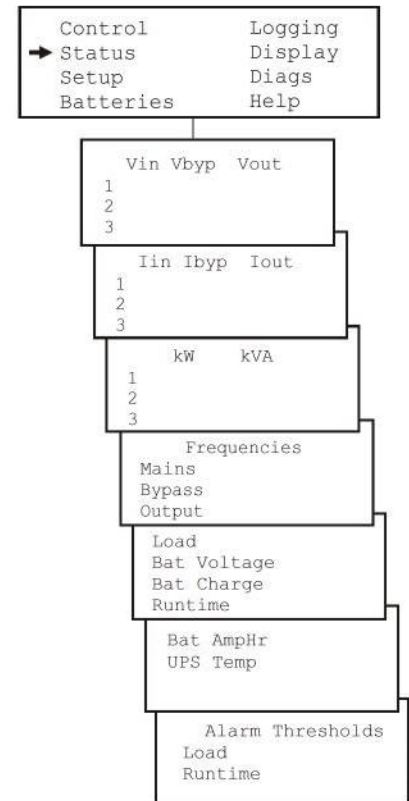 Control Logging
Status Display
Setup Diags
Batteries Help
Vin Vbyp Vout
1
2
3
Iin Ibyp Iout
1
2
3
kW kVA
1
2
3
Frequencies
Mains
Bypass
Output
Load
Bat Voltage
Bat Charge
Runtime
Bat AmpHr
UPS Temp
Alarm Thresholds
Load
Runtime